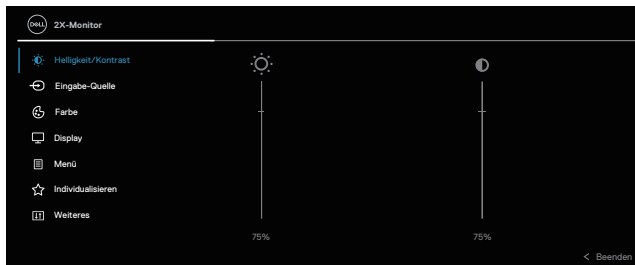 DELL 2X-Monitor
Helligkeit/Kontrast
Eingabe-Quelle
Farbe
Display
Menü
Individualisieren
Weiteres
75% 75%
< Beenden